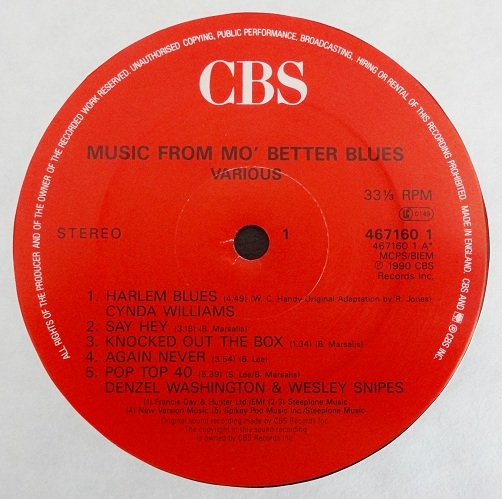 ALL RIGHTS OF THE PRODUCER AND OF THE OWNER OF THE RECORDED WORK RESERVED. UNAUTHORISED COPYING, PUBLIC PERFORMANCE, BROADCASTING, HIRING OR RENTAL OF THIS RECORDING PROHIBITED. MADE IN ENGLAND. CBS AND ARE ® CBS INC.
CBS
MUSIC FROM MO' BETTER BLUES
VARIOUS
33⅓ RPM
LC 0149
STEREO
1
467160 1
467160 1-A*
MCPS/BIEM
℗ 1990 CBS
Records Inc.
1. HARLEM BLUES (4:49) (W. C. Handy-Original Adaptation by R. Jones)
CYNDA WILLIAMS
2. SAY HEY (3.18) (B. Marsalis)
3. KNOCKED OUT THE BOX (1.34) (B. Marsalis)
4. AGAIN NEVER (3.54) (B. Lee)
5. POP TOP 40 (5.39) (S. Lee/B. Marsalis)
DENZEL WASHINGTON & WESLEY SNIPES
(1) Francis Day & Hunter Ltd.(EMI) (2-3) Steepione Music
(4) New Version Music (5) Spikey Poo Music Inc/Steepione Music
Original sound recording made by CBS Records Inc.
The copyright in this sound recording
is owned by CBS Records Inc.